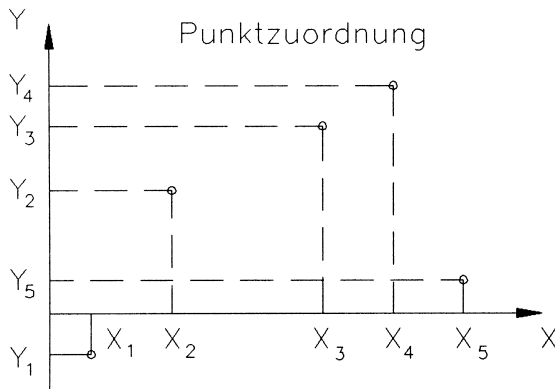 Y
Punktzuordnung
Y₄
Y₃
Y₂
Y₅
X₁ X₂ X₃ X₄ X₅ X
Y₁